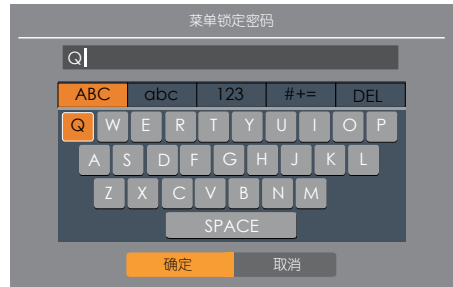 菜单锁定密码
Q
ABC abc 123 #+= DEL
Q W E R T Y U I O P
A S D F G H J K L
Z X C V B N M
SPACE
确定 取消